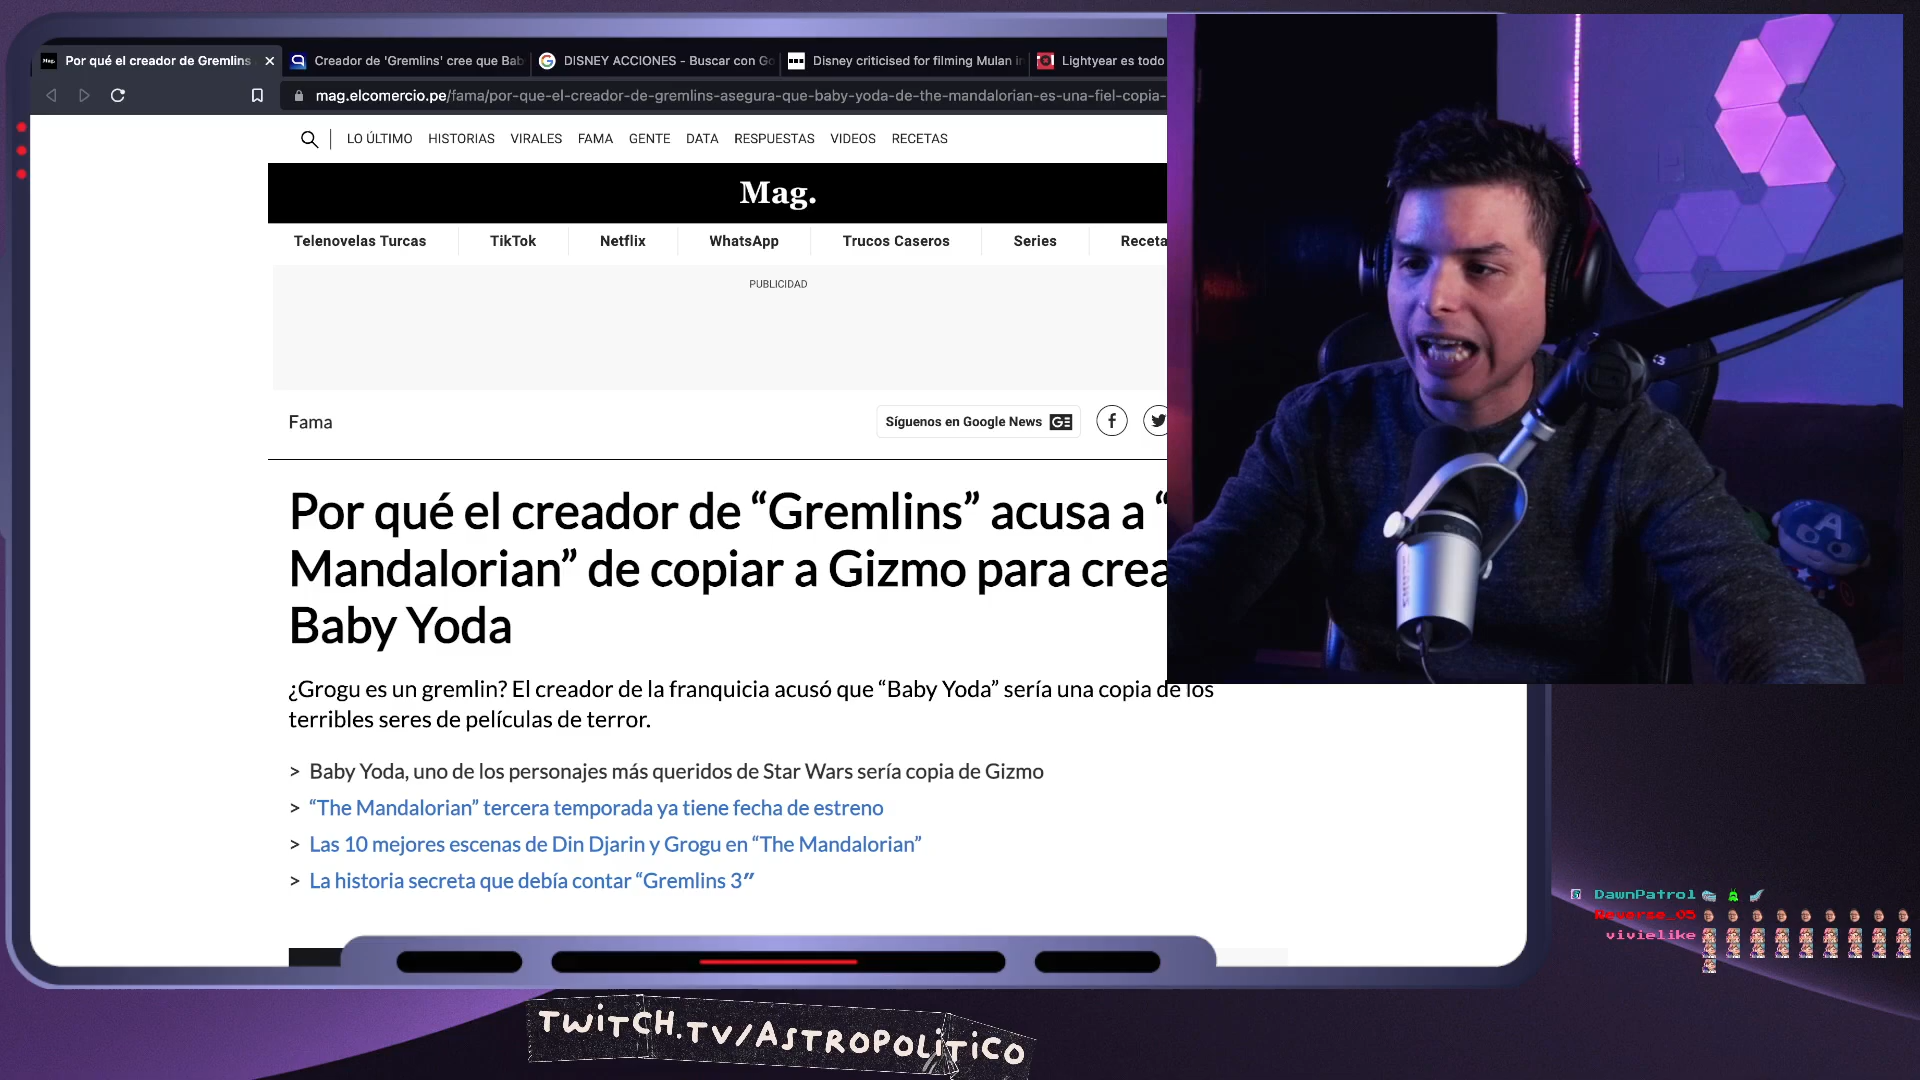 Por qué el creador de Gremlins
Creador de 'Gremlins' cree que Bab
DISNEY ACCIONES - Buscar con Go
Disney criticised for filming Mulan in
Lightyear es todo
mag.elcomercio.pe/fama/por-que-el-creador-de-gremlins-asegura-que-baby-yoda-de-the-mandalorian-es-una-fiel-copia-
LO ÚLTIMO HISTORIAS VIRALES FAMA GENTE DATA RESPUESTAS VIDEOS RECETAS
Mag.
Telenovelas Turcas TikTok Netflix WhatsApp Trucos Caseros Series Receta
PUBLICIDAD
Fama
Síguenos en Google News
Por qué el creador de “Gremlins” acusa a “
Mandalorian” de copiar a Gizmo para crea
Baby Yoda
¿Grogu es un gremlin? El creador de la franquicia acusó que “Baby Yoda” sería una copia de los
terribles seres de películas de terror.
> Baby Yoda, uno de los personajes más queridos de Star Wars sería copia de Gizmo
> “The Mandalorian” tercera temporada ya tiene fecha de estreno
> Las 10 mejores escenas de Din Djarin y Grogu en “The Mandalorian”
> La historia secreta que debía contar “Gremlins 3”
DawnPatrol
Reverse_05
vivielike
TWiTCH.TV/ASTROPOLiTiCO